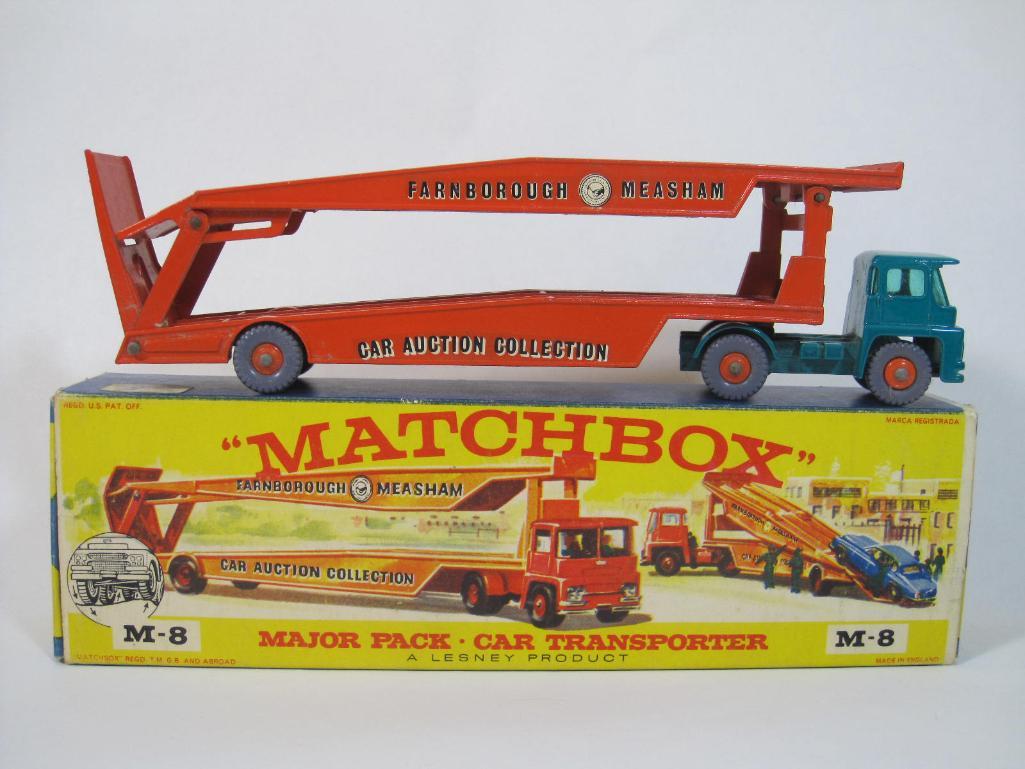 FARNBOROUGH MEASHAM
CAR AUCTION COLLECTION
REGD. U.S. PAT. OFF.
MARCA REGISTRADA
"MATCHBOX"
FARNBOROUGH MEASHAM
CAR AUCTION COLLECTION
M-8
MAJOR PACK · CAR TRANSPORTER
M-8
"MATCHBOX" REGD. T.M. G.B. AND ABROAD
A LESNEY PRODUCT
MADE IN ENGLAND